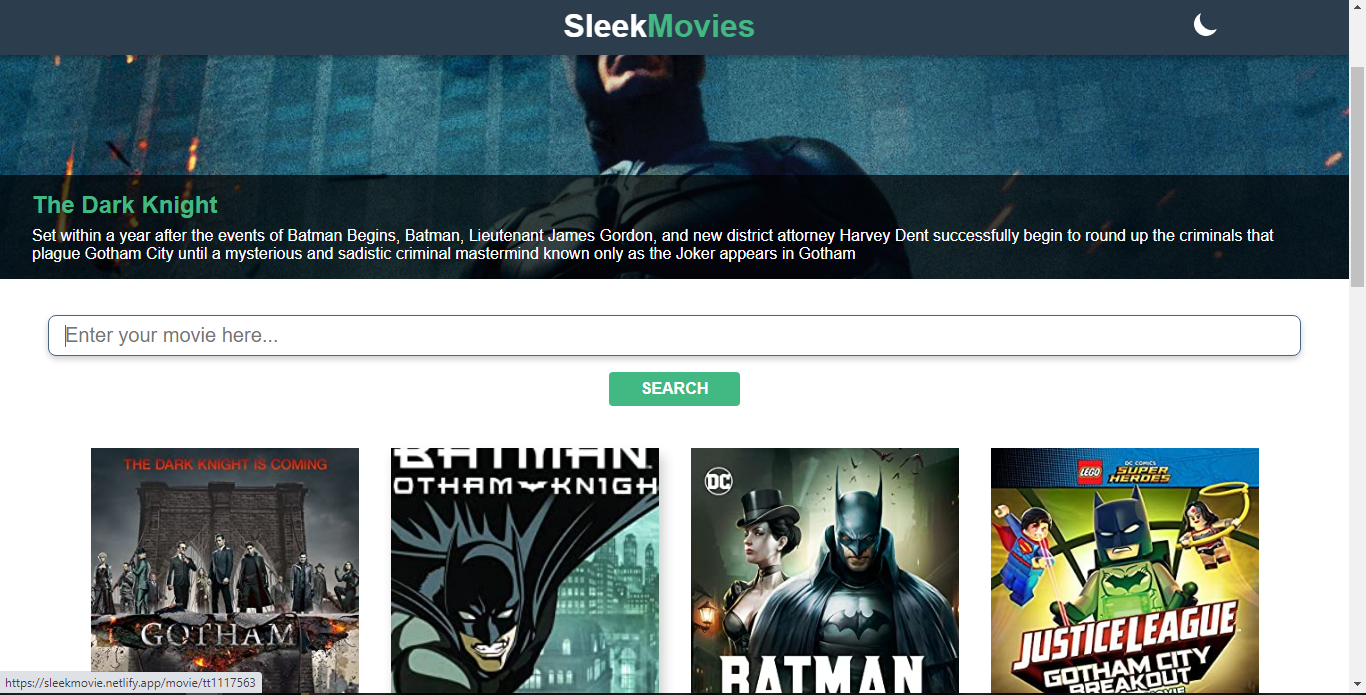 SleekMovies
The Dark Knight
Set within a year after the events of Batman Begins, Batman, Lieutenant James Gordon, and new district attorney Harvey Dent successfully begin to round up the criminals that
plague Gotham City until a mysterious and sadistic criminal mastermind known only as the Joker appears in Gotham
Enter your movie here...
SEARCH
THE DARK KNIGHT IS COMING
GOTHAM
BATMAN
OTHAM KNIGH
DC
BATMAN
LEGO
DC COMICS
SUPER
HEROES
JUSTICE LEAGUE
GOTHAM CITY
BREAKOUT
MOVIE
https://sleekmovie.netlify.app/movie/tt1117563